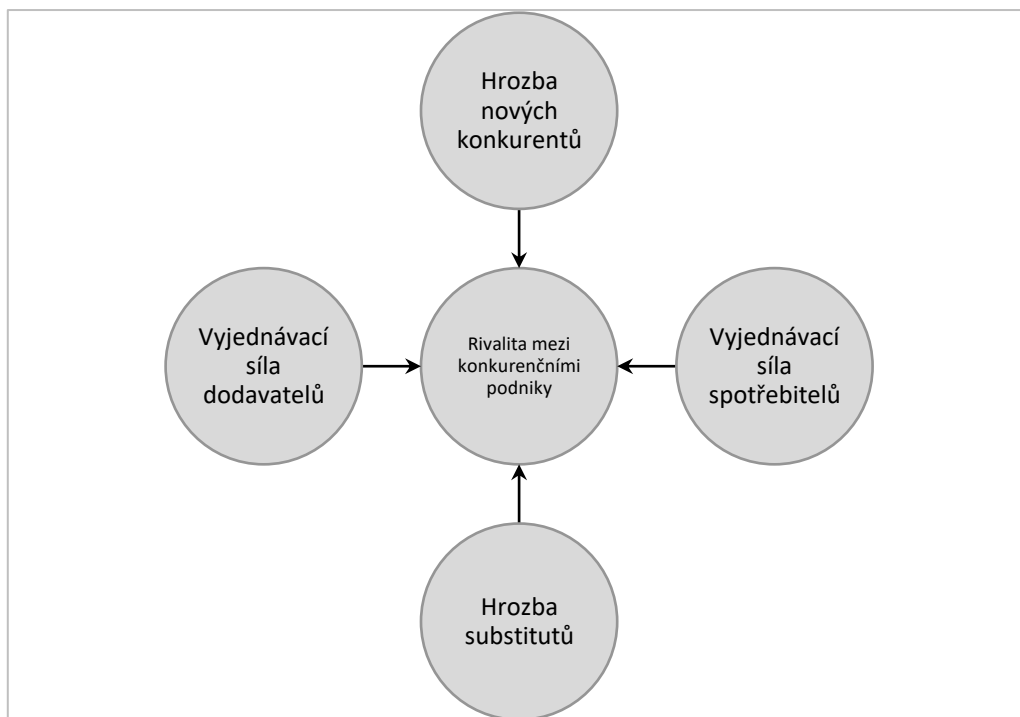 Hrozba
nových
konkurentů
Vyjednávací
síla
dodavatelů
Rivalita mezi
konkurenčními
podniky
Vyjednávací
síla
spotřebitelů
Hrozba
substitutů